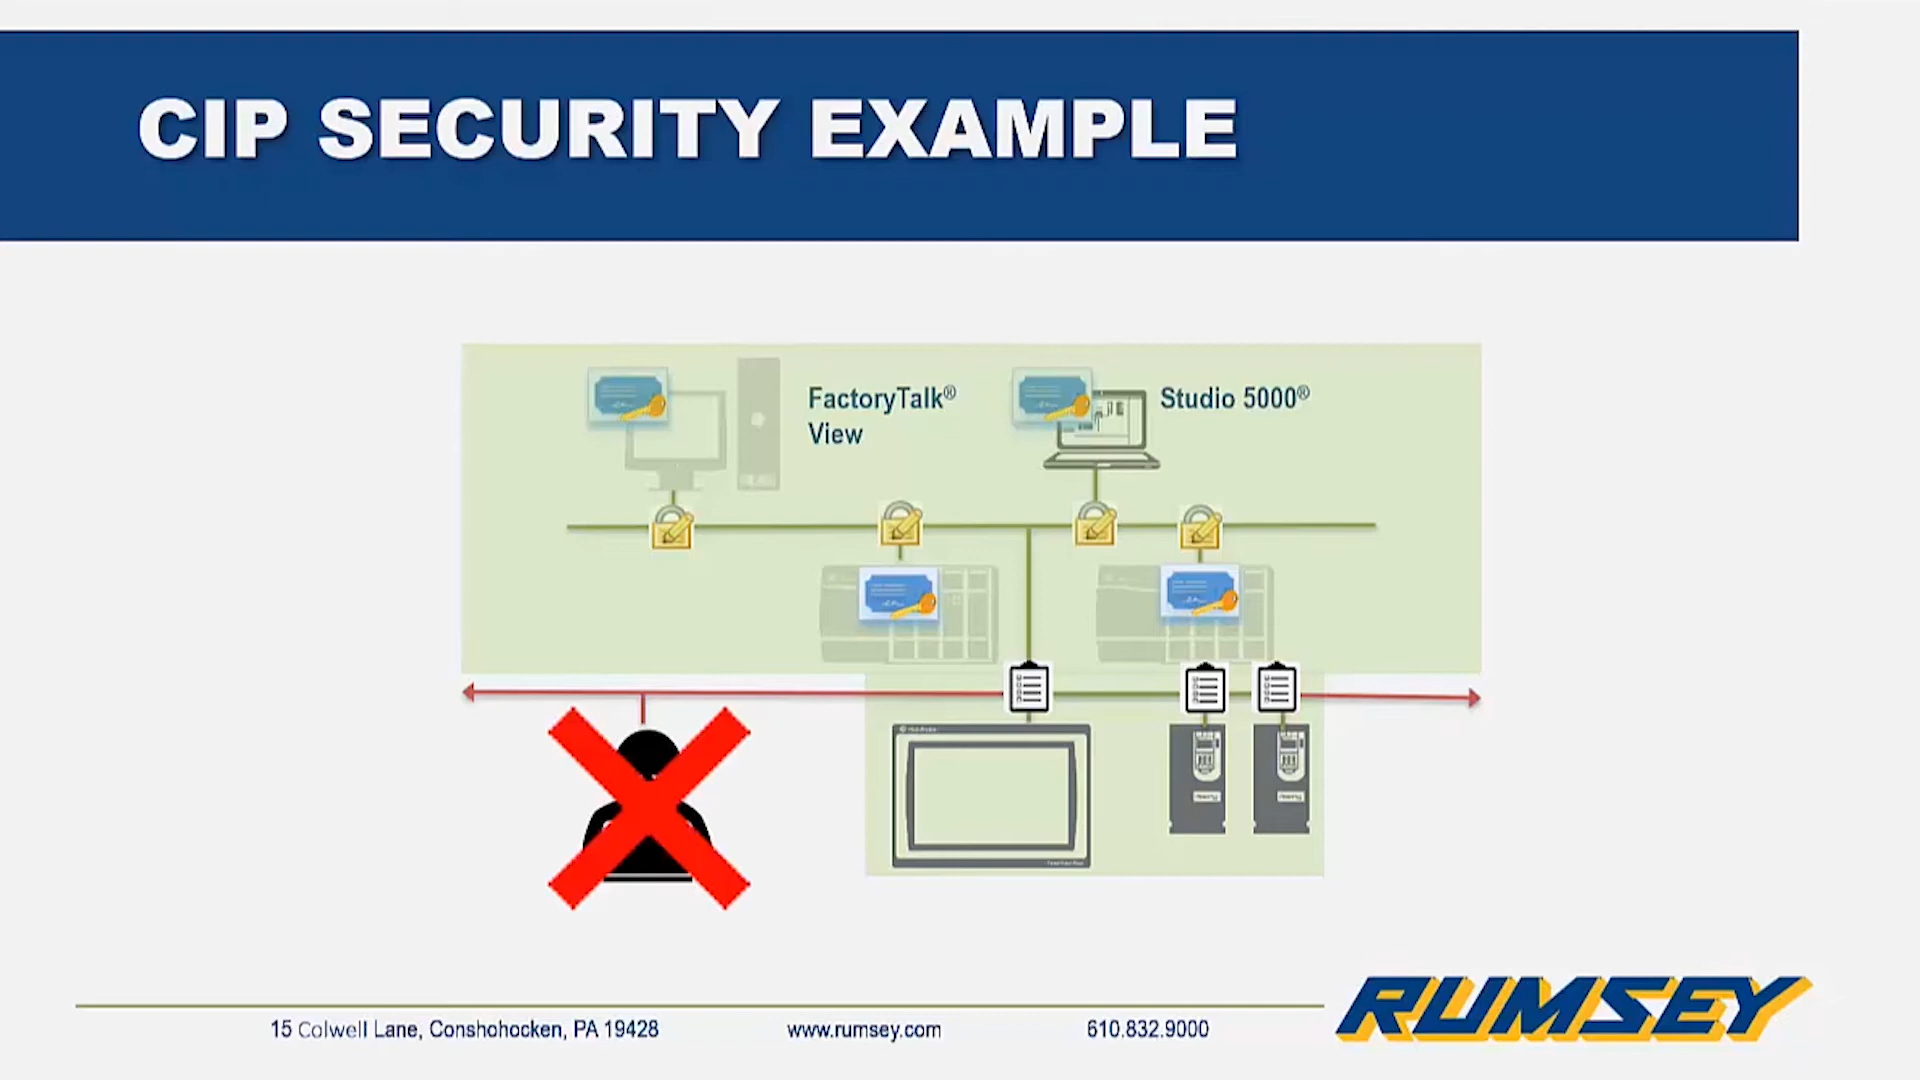 CIP SECURITY EXAMPLE
FactoryTalk®
View
Studio 5000®
15 Colwell Lane, Conshohocken, PA 19428
www.rumsey.com
610.832.9000
RUMSEY